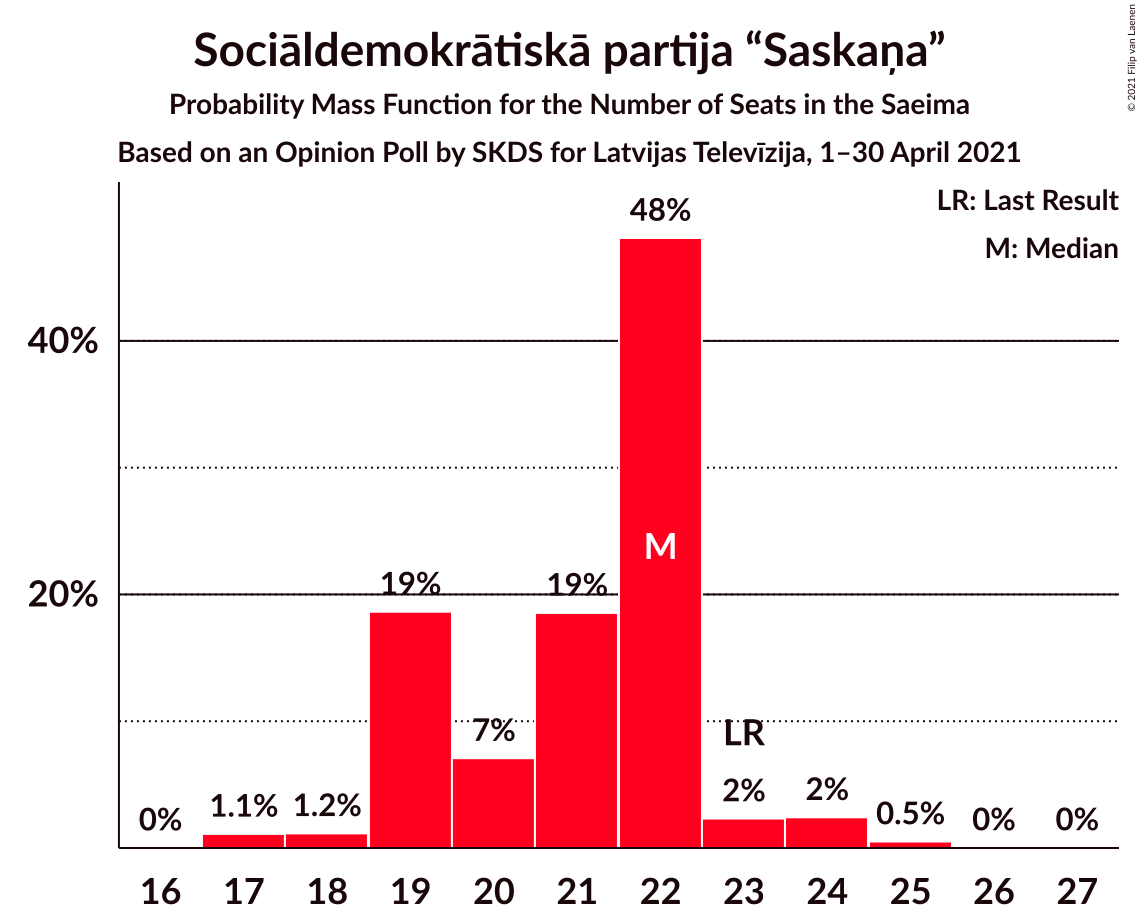 Sociāldemokrātiskā partija “Saskaņa”
Probability Mass Function for the Number of Seats in the Saeima
Based on an Opinion Poll by SKDS for Latvijas Televīzija, 1–30 April 2021
© 2021 Filip van Laenen
LR: Last Result
M: Median
40%
20%
0%
1.1%
1.2%
19%
7%
19%
48%
M
LR
2%
2%
0.5%
0%
0%
16 17 18 19 20 21 22 23 24 25 26 27